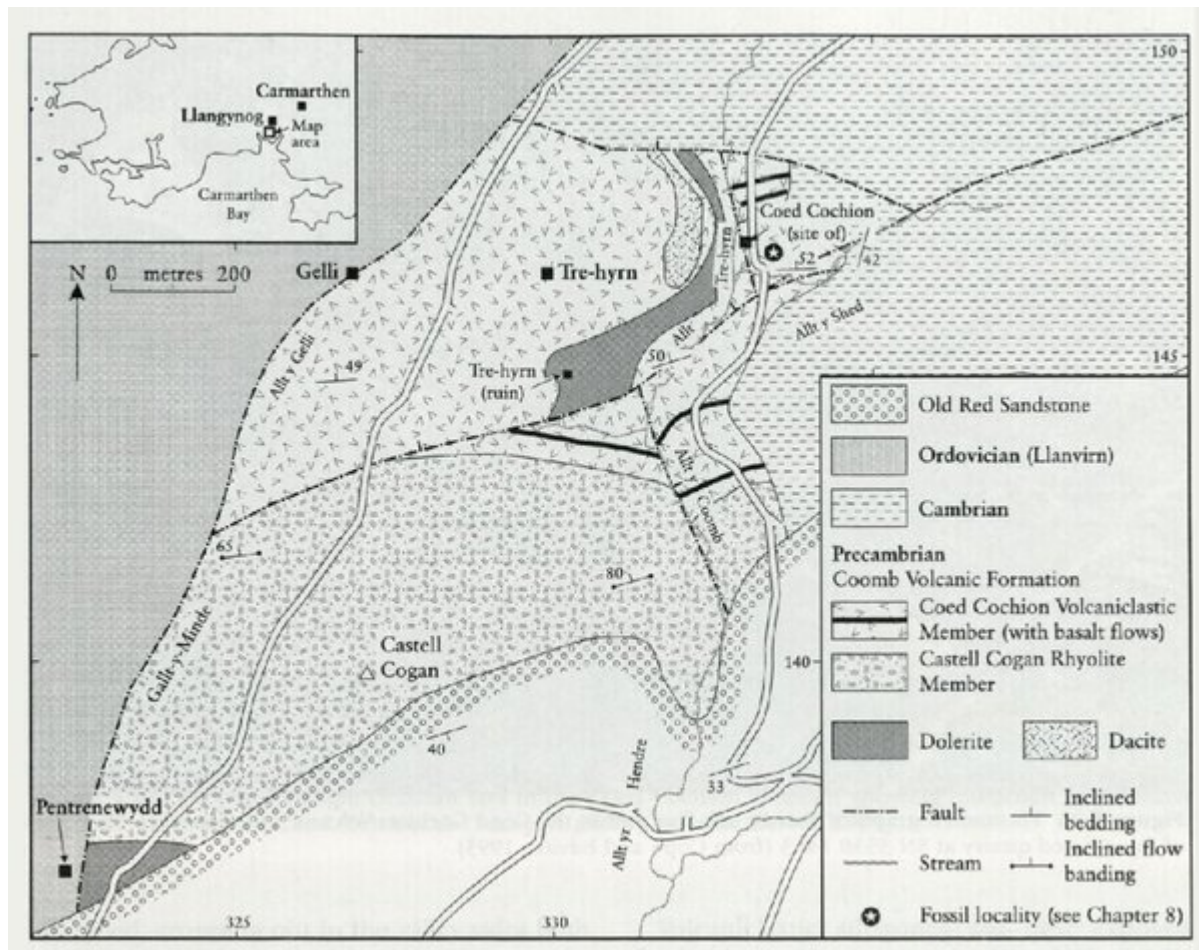 150
Carmarthen
Llangynog
Map
area
Carmarthen
Bay
N 0 metres 200
Gelli
Tre-hyrn
Coed Cochion
(site of)
Tre-hyrn
Allt
52
42
Allt y Shed
50
Allt y Gelli
49
Tre-hyrn
(ruin)
145
Allt y Coomb
65
80
Gallt-y-Minde
Castell
Cogan
140
40
Hendre
33
Allt yr
Pentrenewydd
325
330
Old Red Sandstone
Ordovician (Llanvirn)
Cambrian
Precambrian
Coomb Volcanic Formation
Coed Cochion Volcaniclastic
Member (with basalt flows)
Castell Cogan Rhyolite
Member
Dolerite
Dacite
Fault
Inclined
bedding
Stream
Inclined flow
banding
Fossil locality (see Chapter 8)